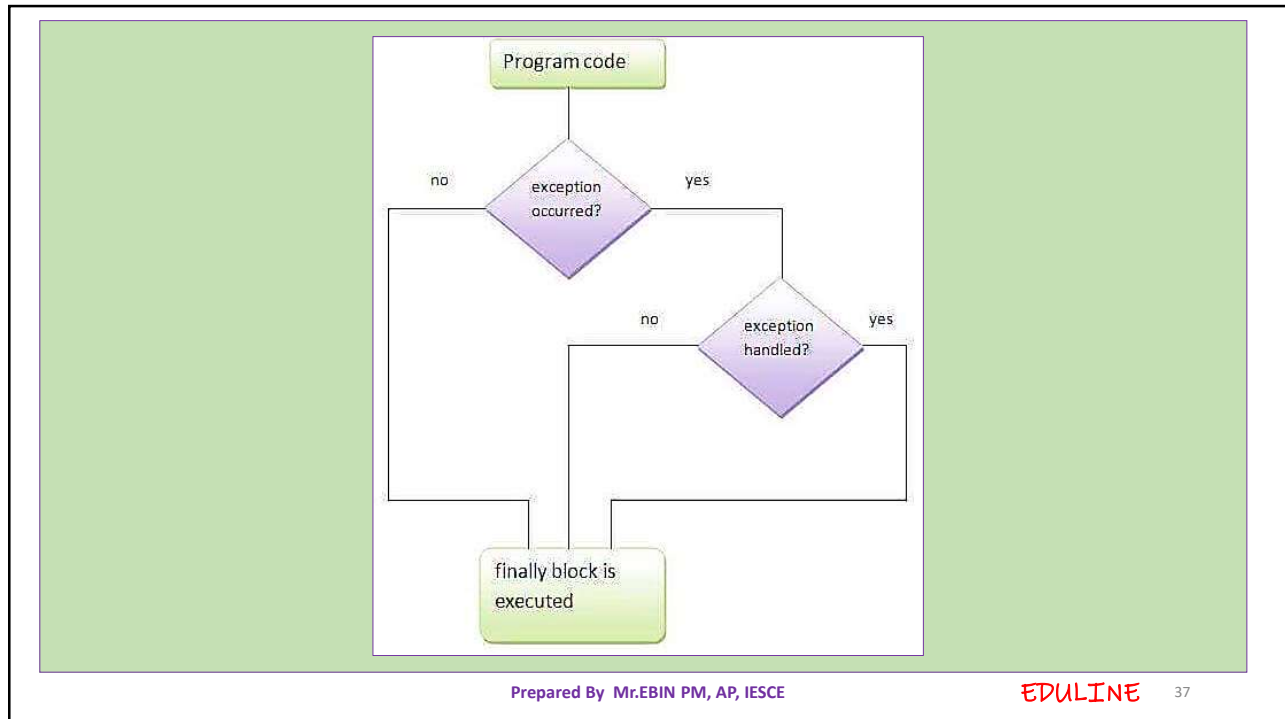 Program code
no
exception
occurred?
yes
no
exception
handled?
yes
finally block is
executed
Prepared By Mr.EBIN PM, AP, IESCE
EDULINE
37